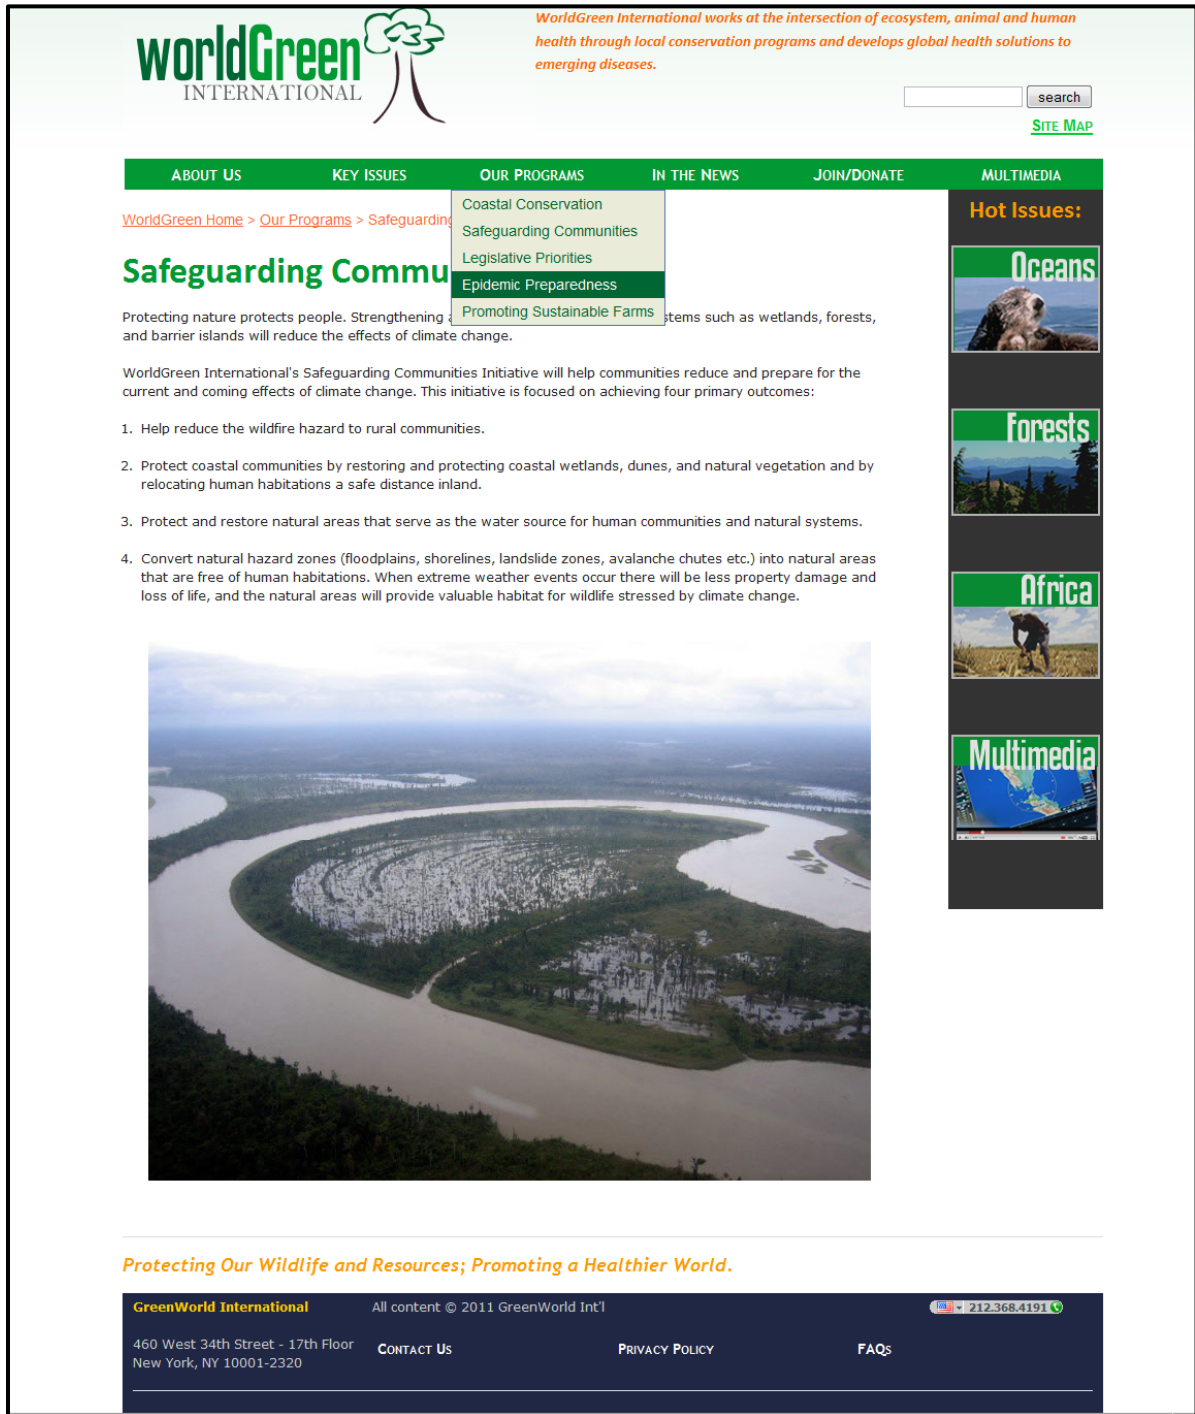 worldGreen
INTERNATIONAL
WorldGreen International works at the intersection of ecosystem, animal and human
health through local conservation programs and develops global health solutions to
emerging diseases.
search
SITE MAP
ABOUT US
KEY ISSUES
OUR PROGRAMS
IN THE NEWS
JOIN/DONATE
MULTIMEDIA
Coastal Conservation
Safeguarding Communities
Legislative Priorities
Epidemic Preparedness
Promoting Sustainable Farms
WorldGreen Home > Our Programs > Safeguarding
Safeguarding Commu
Protecting nature protects people. Strengthening stems such as wetlands, forests,
and barrier islands will reduce the effects of climate change.
WorldGreen International's Safeguarding Communities Initiative will help communities reduce and prepare for the
current and coming effects of climate change. This initiative is focused on achieving four primary outcomes:
1. Help reduce the wildfire hazard to rural communities.
2. Protect coastal communities by restoring and protecting coastal wetlands, dunes, and natural vegetation and by
relocating human habitations a safe distance inland.
3. Protect and restore natural areas that serve as the water source for human communities and natural systems.
4. Convert natural hazard zones (floodplains, shorelines, landslide zones, avalanche chutes etc.) into natural areas
that are free of human habitations. When extreme weather events occur there will be less property damage and
loss of life, and the natural areas will provide valuable habitat for wildlife stressed by climate change.
Hot Issues:
Oceans
Forests
Africa
Multimedia
Protecting Our Wildlife and Resources; Promoting a Healthier World.
GreenWorld International
All content © 2011 GreenWorld Int'l
212.368.4191
460 West 34th Street - 17th Floor
New York, NY 10001-2320
CONTACT US
PRIVACY POLICY
FAQS